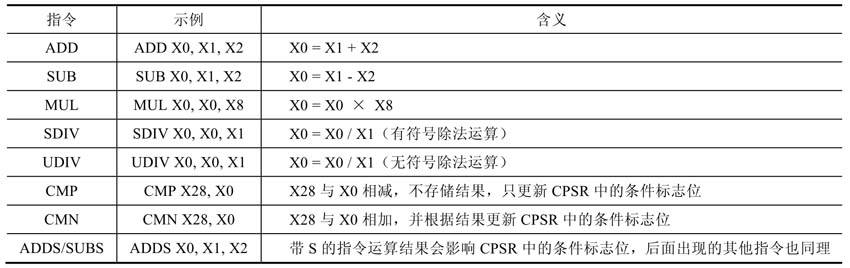 指令 示例 含义
ADD ADD X0, X1, X2 X0 = X1 + X2
SUB SUB X0, X1, X2 X0 = X1 - X2
MUL MUL X0, X0, X8 X0 = X0 × X8
SDIV SDIV X0, X0, X1 X0 = X0 / X1（有符号除法运算）
UDIV UDIV X0, X0, X1 X0 = X0 / X1（无符号除法运算）
CMP CMP X28, X0 X28 与 X0 相减，不存储结果，只更新 CPSR 中的条件标志位
CMN CMN X28, X0 X28 与 X0 相加，并根据结果更新 CPSR 中的条件标志位
ADDS/SUBS ADDS X0, X1, X2 带 S 的指令运算结果会影响 CPSR 中的条件标志位，后面出现的其他指令也同理